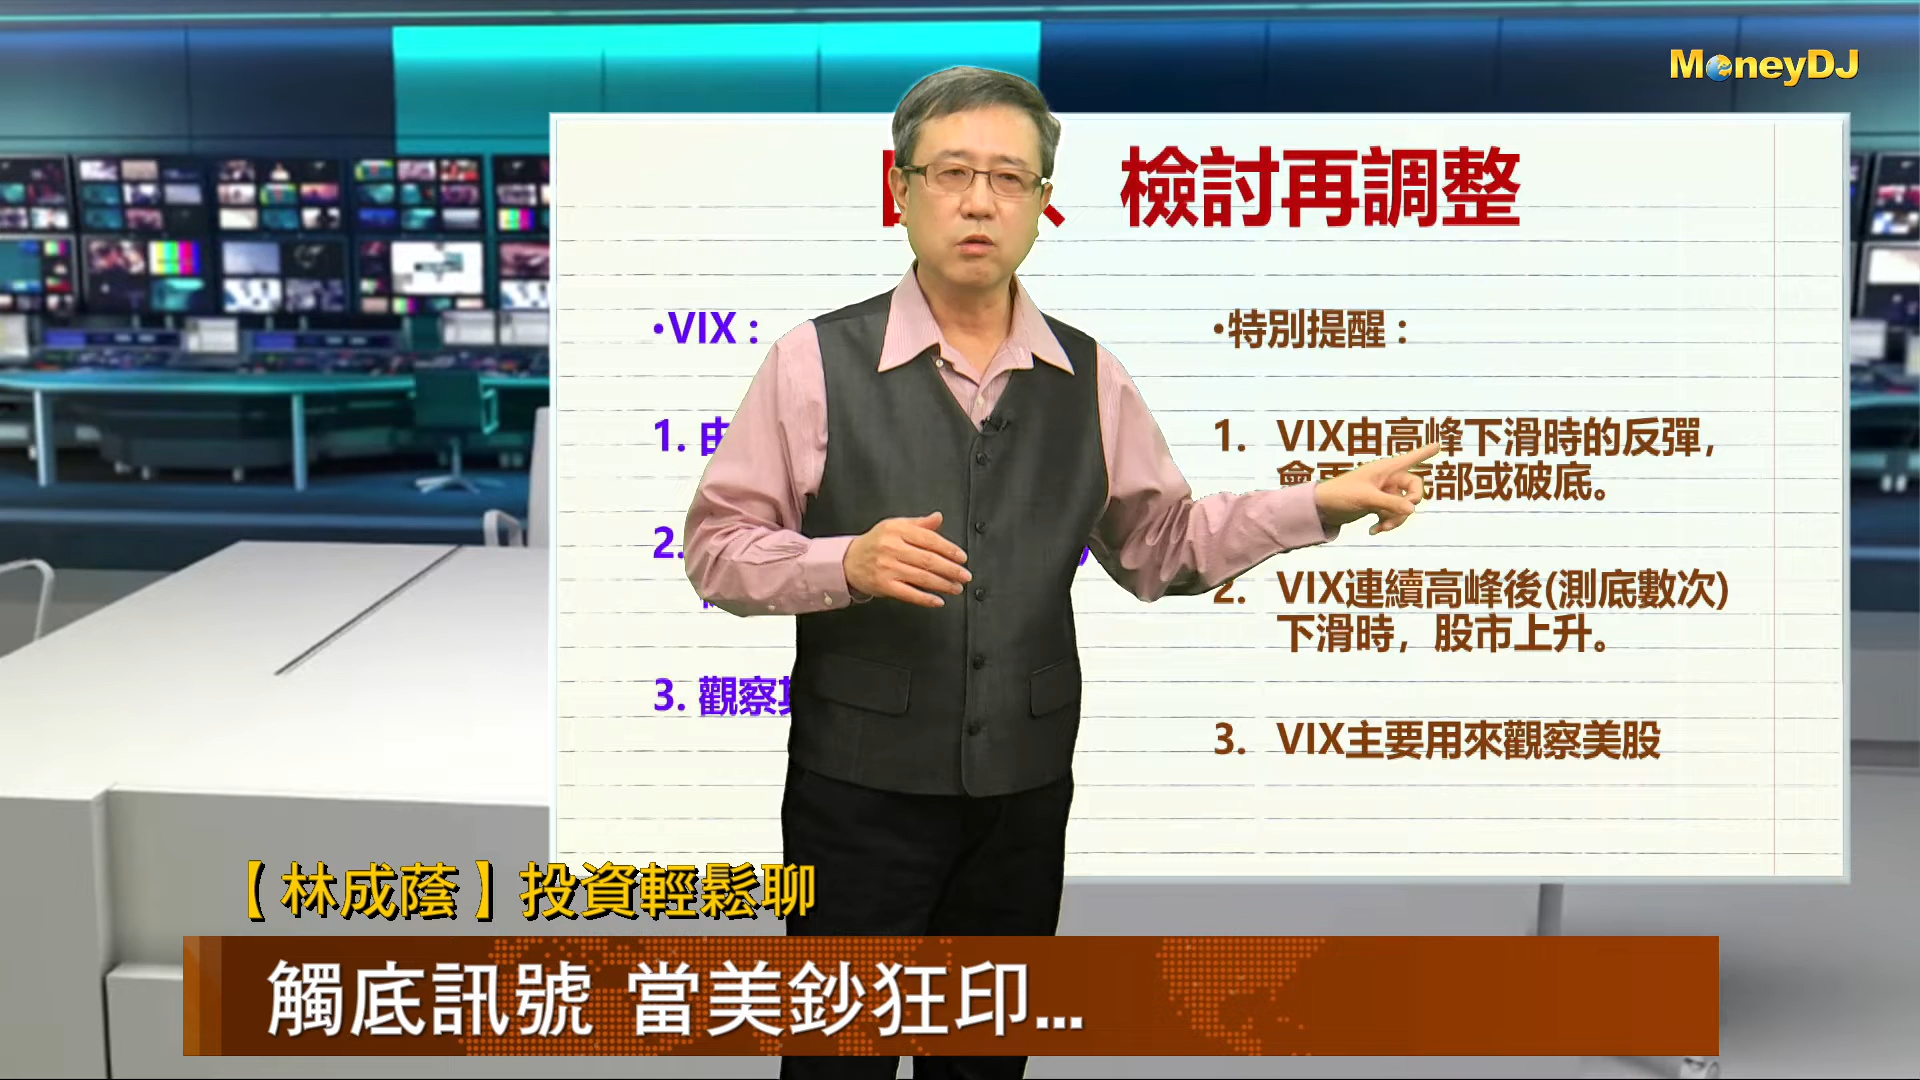 MoneyDJ
、檢討再調整
•VIX：
1. 由
2.
3. 觀察
•特別提醒：
1. VIX由高峰下滑時的反彈，
會 底部或破底。
2. VIX連續高峰後(測底數次)
下滑時，股市上升。
3. VIX主要用來觀察美股
【林成蔭】投資輕鬆聊
觸底訊號 當美鈔狂印...